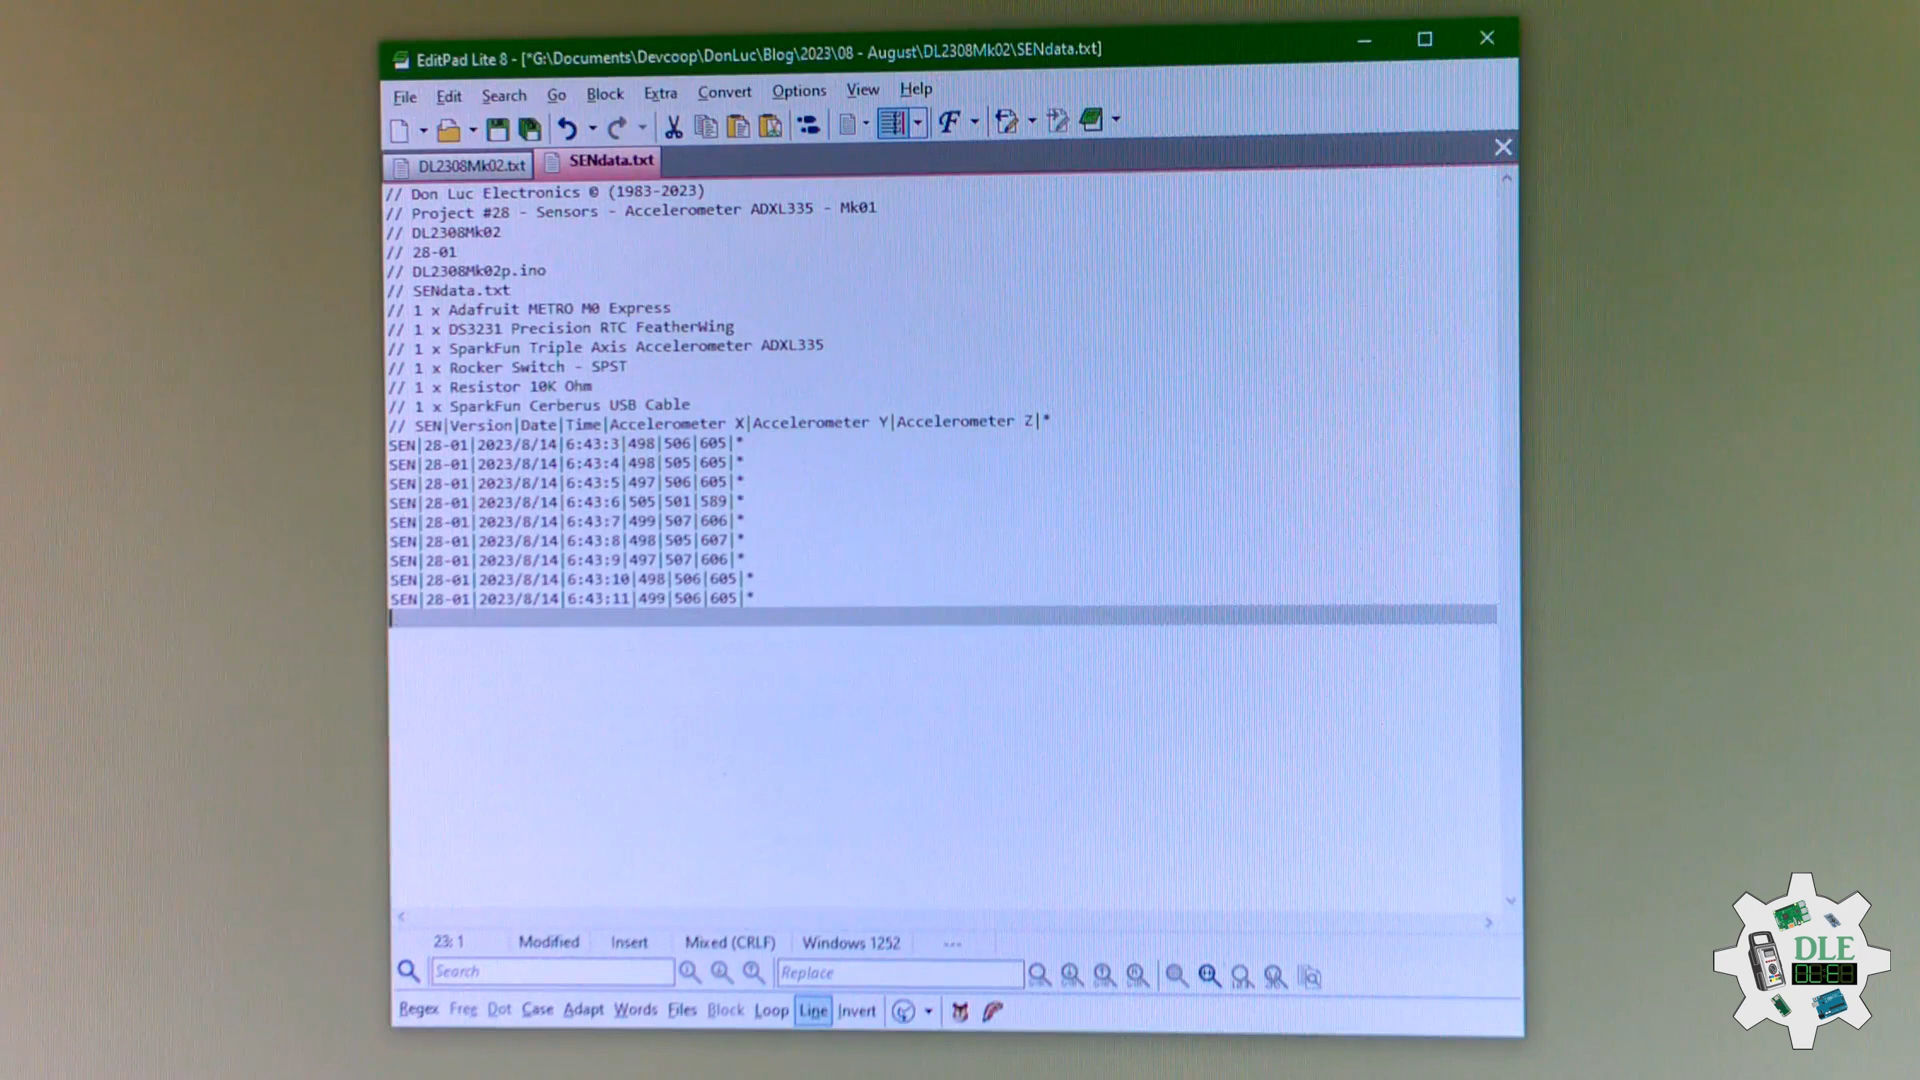 EditPad Lite 8 - [*G:\Documents\Devcoop\DonLuc\Blog\2023\08 - August\DL2308Mk02\SENdata.txt]
File Edit Search Go Block Extra Convert Options View Help
DL2308Mk02.txt SENdata.txt
// Don Luc Electronics © (1983-2023)
// Project #28 - Sensors - Accelerometer ADXL335 - Mk01
// DL2308Mk02
// 28-01
// DL2308Mk02p.ino
// SENdata.txt
// 1 x Adafruit METRO M0 Express
// 1 x DS3231 Precision RTC FeatherWing
// 1 x SparkFun Triple Axis Accelerometer ADXL335
// 1 x Rocker Switch - SPST
// 1 x Resistor 10K Ohm
// 1 x SparkFun Cerberus USB Cable
// SEN|Version|Date|Time|Accelerometer X|Accelerometer Y|Accelerometer Z|*
SEN|28-01|2023/8/14|6:43:3|498|506|605|*
SEN|28-01|2023/8/14|6:43:4|498|505|605|*
SEN|28-01|2023/8/14|6:43:5|497|506|605|*
SEN|28-01|2023/8/14|6:43:6|505|501|589|*
SEN|28-01|2023/8/14|6:43:7|499|507|606|*
SEN|28-01|2023/8/14|6:43:8|498|505|607|*
SEN|28-01|2023/8/14|6:43:9|497|507|606|*
SEN|28-01|2023/8/14|6:43:10|498|506|605|*
SEN|28-01|2023/8/14|6:43:11|499|506|605|*
23: 1 Modified Insert Mixed (CRLF) Windows 1252 ---
Search Replace
Regex Free Dot Case Adapt Words Files Block Loop Line Invert
DLE